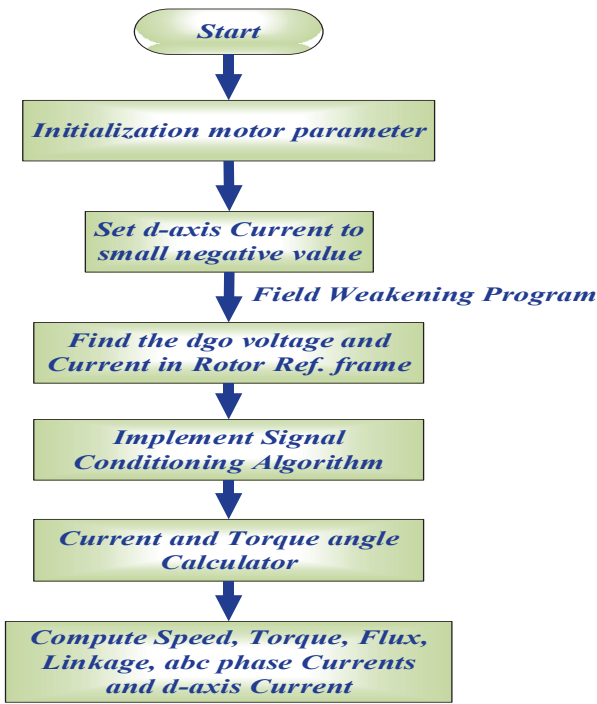 Start
Initialization motor parameter
Set d-axis Current to
small negative value
Field Weakening Program
Find the dgo voltage and
Current in Rotor Ref. frame
Implement Signal
Conditioning Algorithm
Current and Torque angle
Calculator
Compute Speed, Torque, Flux,
Linkage, abc phase Currents
and d-axis Current